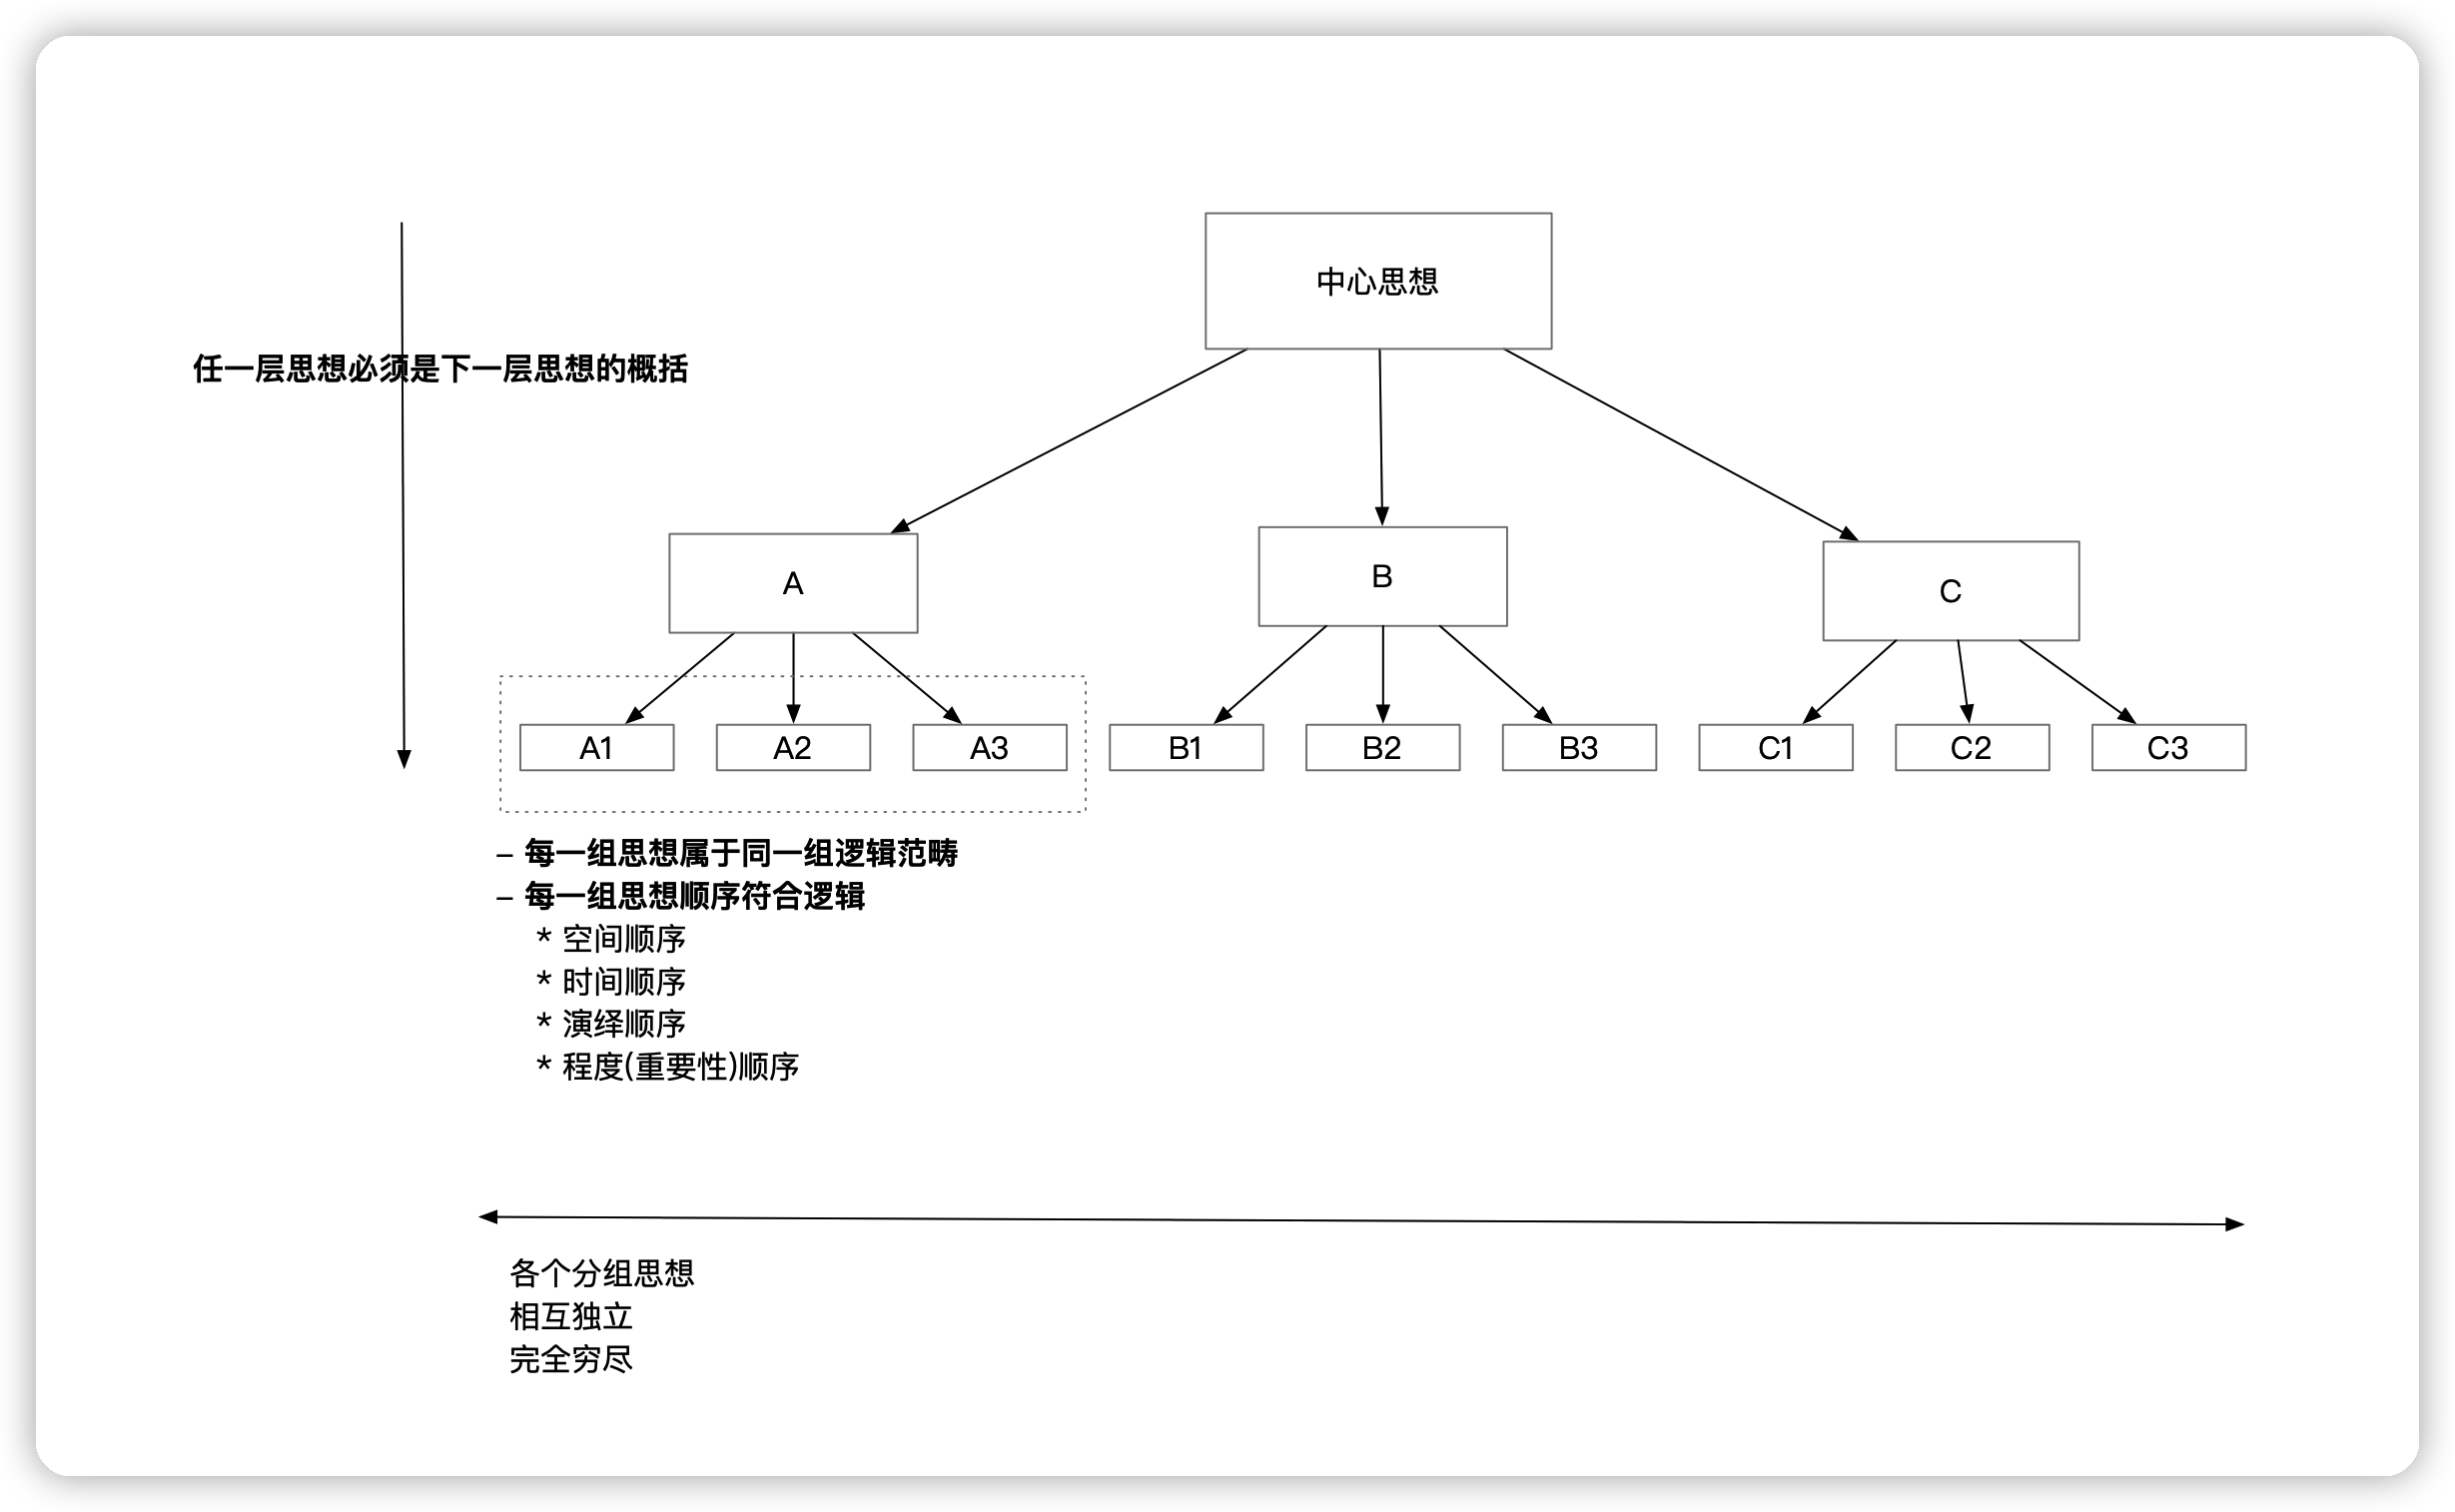 中心思想
任一层思想必须是下一层思想的概括
A
B
C
A1
A2
A3
B1
B2
B3
C1
C2
C3
– 每一组思想属于同一组逻辑范畴
– 每一组思想顺序符合逻辑
* 空间顺序
* 时间顺序
* 演绎顺序
* 程度(重要性)顺序
各个分组思想
相互独立
完全穷尽